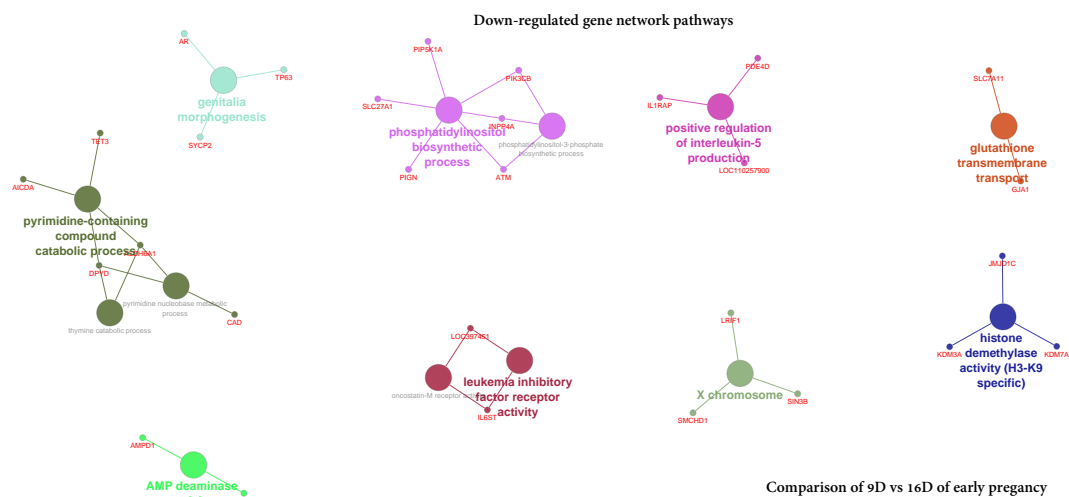 Down-regulated gene network pathways
AR
TP63
genitalia
morphogenesis
SYCP2
PIP5K1A
PIK3CB
SLC27A1
INPP4A
phosphatidylinositol
biosynthetic
process
phosphatidylinositol-3-phosphate
biosynthetic process
PIGN
ATM
PDE4D
IL1RAP
positive regulation
of interleukin-5
production
LOC110257900
SLC7A11
glutathione
transmembrane
transport
GJA1
TET3
AICDA
pyrimidine-containing
compound
catabolic process
DPYD
pyrimidine nucleobase metabolic
process
thymine catabolic process
CAD
LOC397451
leukemia inhibitory
factor receptor
activity
oncostatin-M receptor
IL6ST
LRIF1
X chromosome
SIN3B
SMCHD1
JMJD1C
KDM3A
KDM7A
histone
demethylase
activity (H3-K9
specific)
AMPD1
AMP deaminase
Comparison of 9D vs 16D of early pregancy